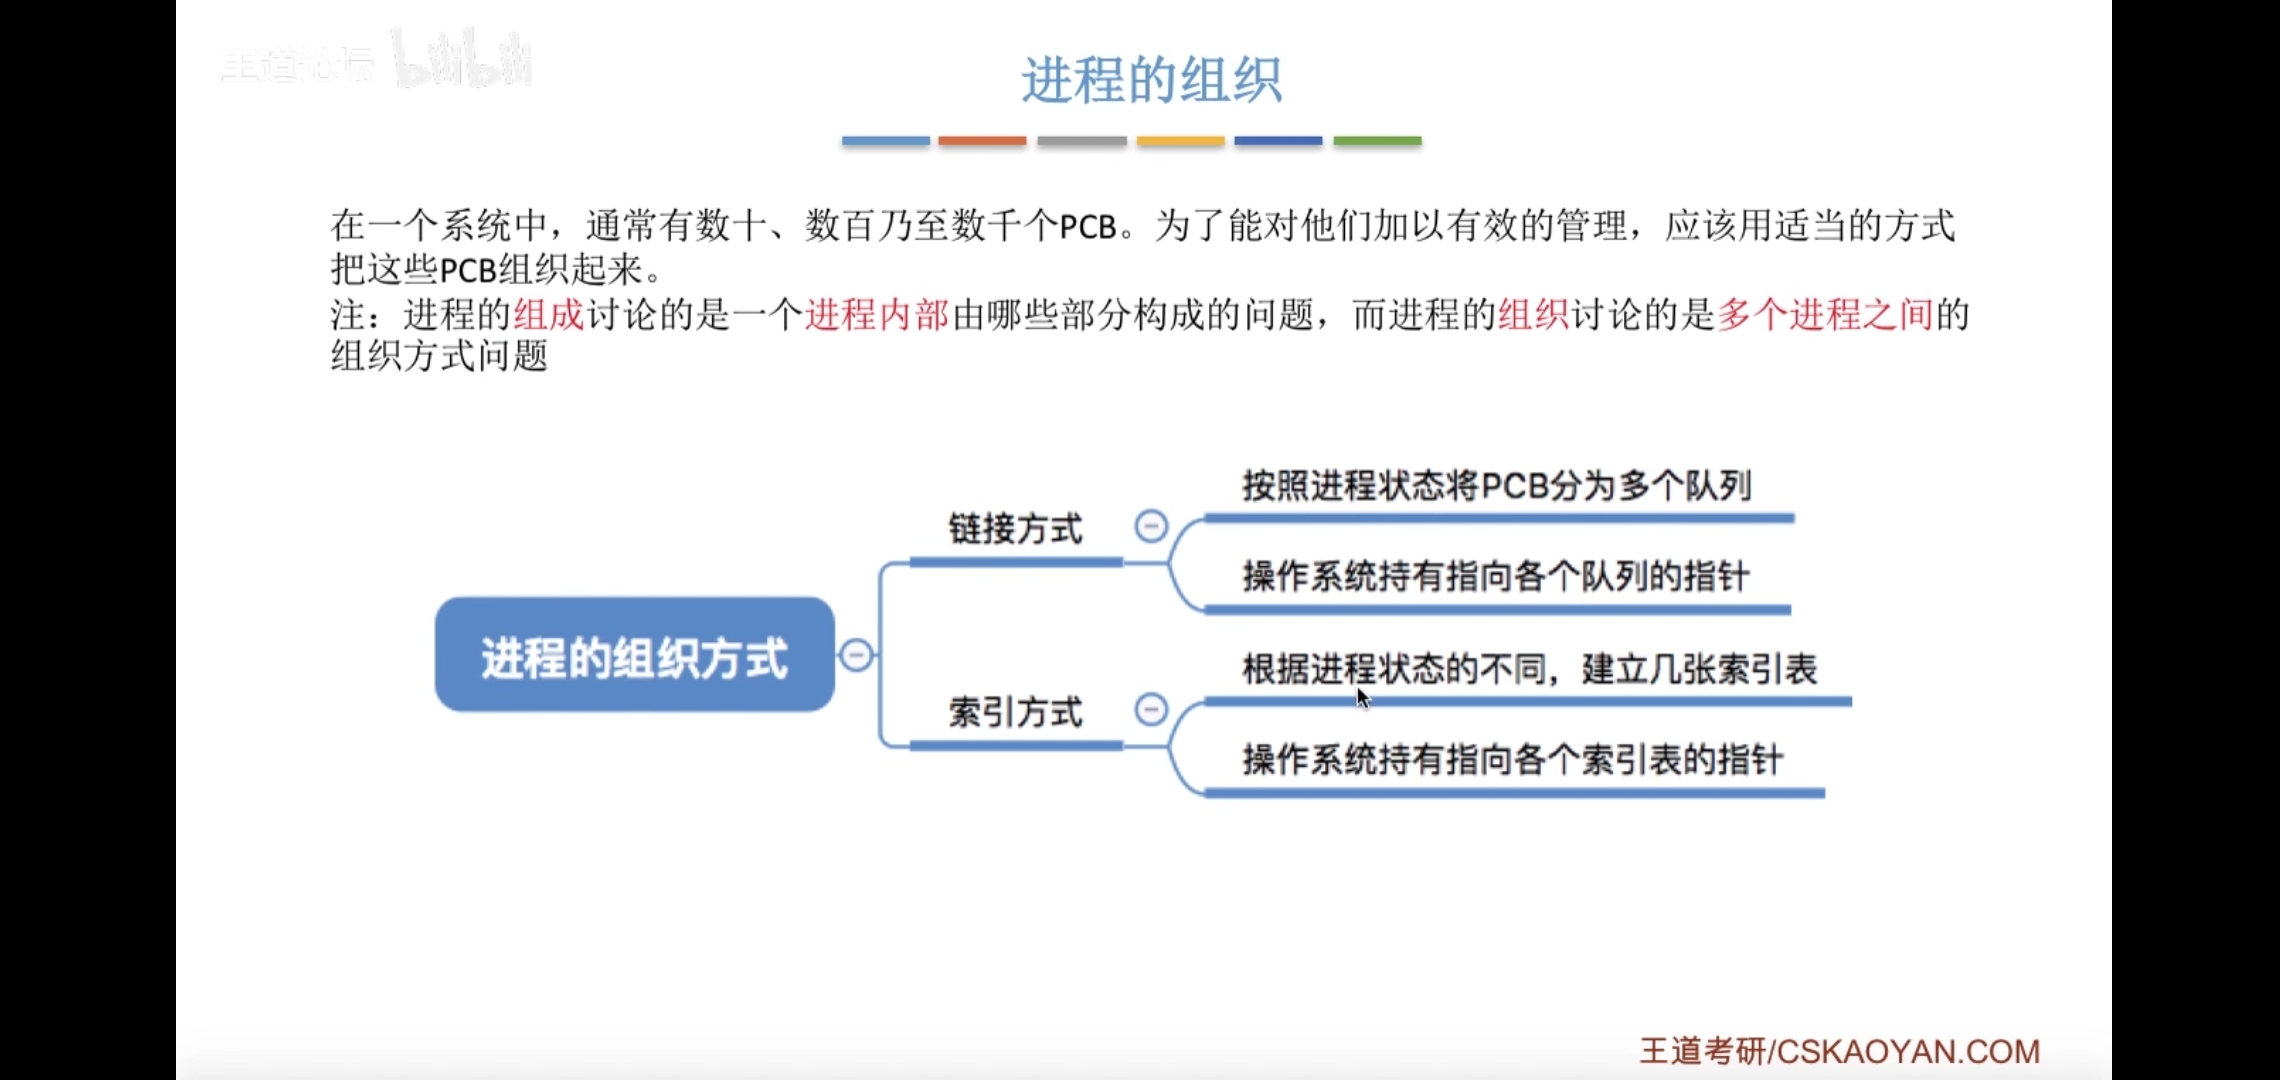 王道论坛 bilibili
进程的组织
在一个系统中，通常有数十、数百乃至数千个PCB。为了能对他们加以有效的管理，应该用适当的方式
把这些PCB组织起来。
注：进程的组成讨论的是一个进程内部由哪些部分构成的问题，而进程的组织讨论的是多个进程之间的
组织方式问题
进程的组织方式
链接方式
按照进程状态将PCB分为多个队列
操作系统持有指向各个队列的指针
索引方式
根据进程状态的不同，建立几张索引表
操作系统持有指向各个索引表的指针
王道考研/CSKAOYAN.COM